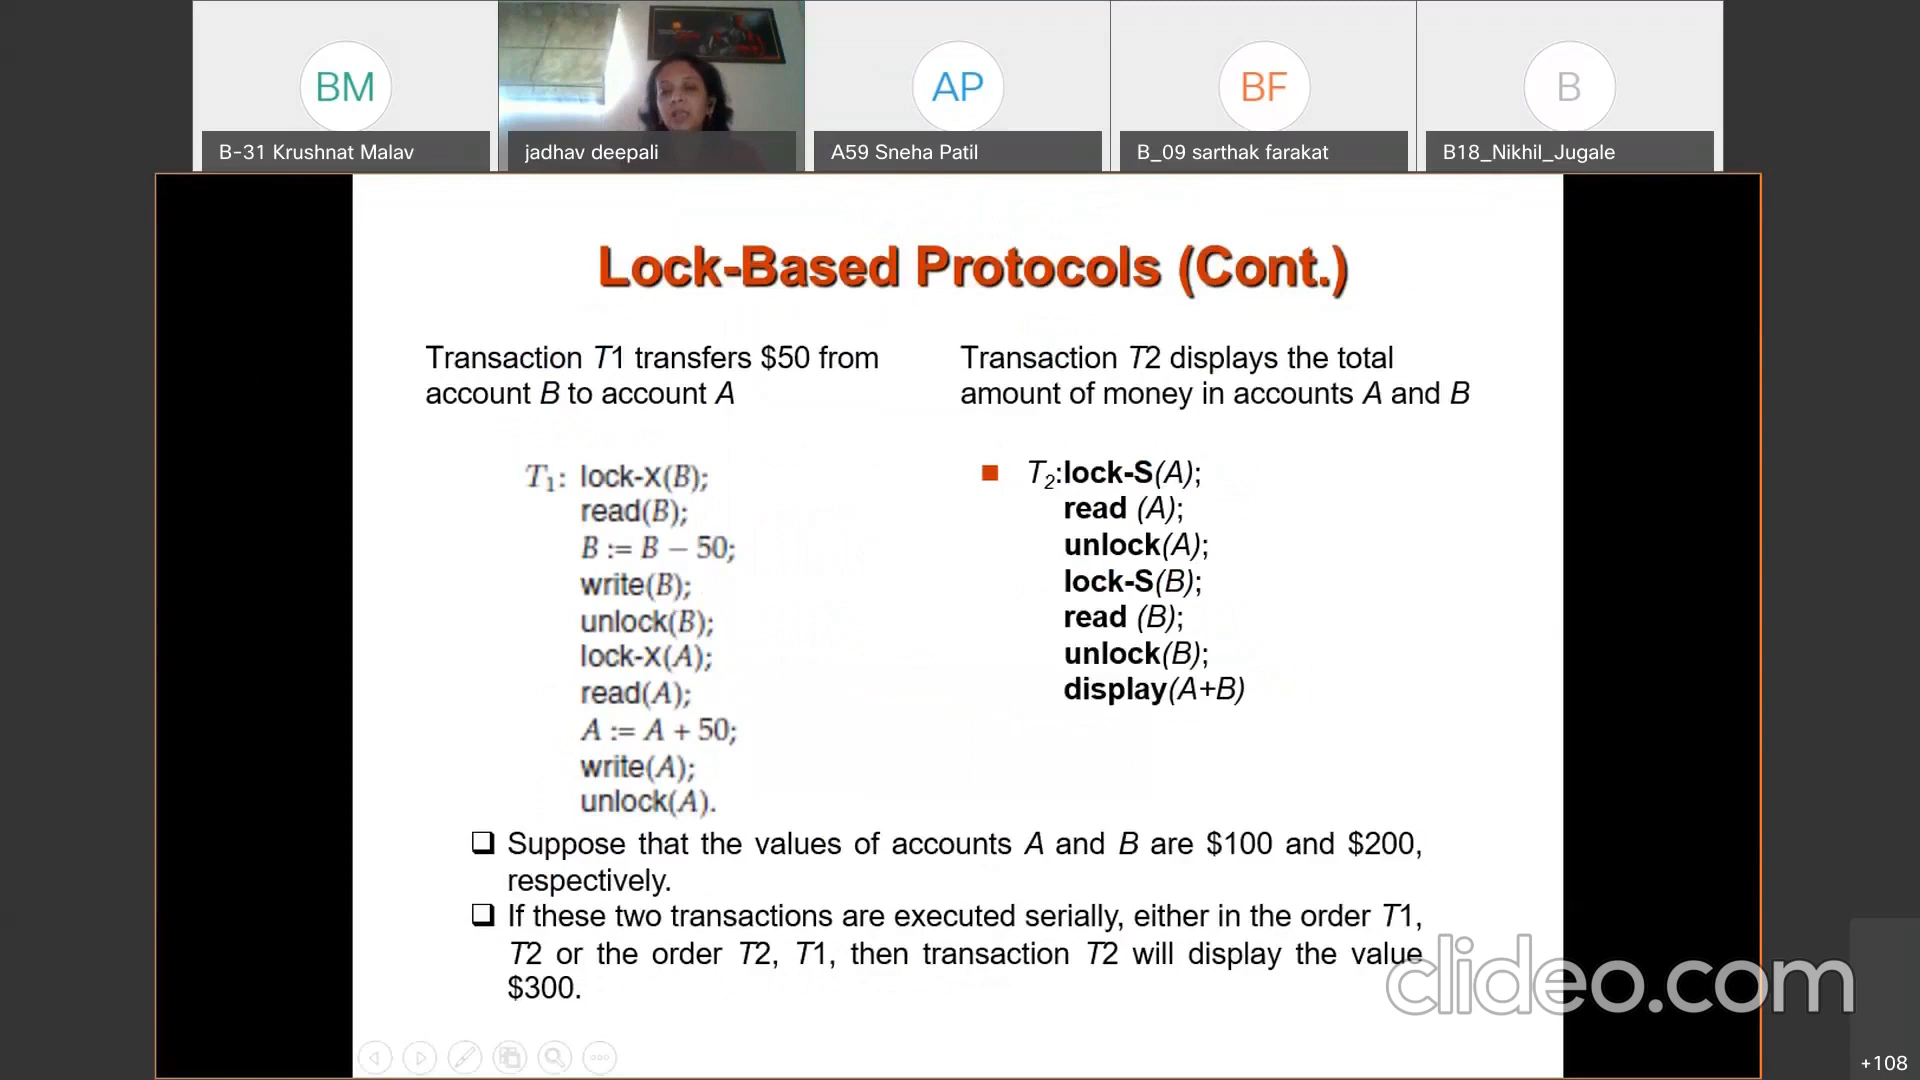 BM
AP
BF
B
B-31 Krushnat Malav
jadhav deepali
A59 Sneha Patil
B_09 sarthak farakat
B18_Nikhil_Jugale
Lock-Based Protocols (Cont.)
Transaction T1 transfers $50 from
account B to account A
T1: lock-X(B);
read(B);
B := B − 50;
write(B);
unlock(B);
lock-X(A);
read(A);
A := A + 50;
write(A);
unlock(A).
Transaction T2 displays the total
amount of money in accounts A and B
T2:lock-S(A);
read (A);
unlock(A);
lock-S(B);
read (B);
unlock(B);
display(A+B)
Suppose that the values of accounts A and B are $100 and $200,
respectively.
If these two transactions are executed serially, either in the order T1,
T2 or the order T2, T1, then transaction T2 will display the value
$300.
clideo.com
+108